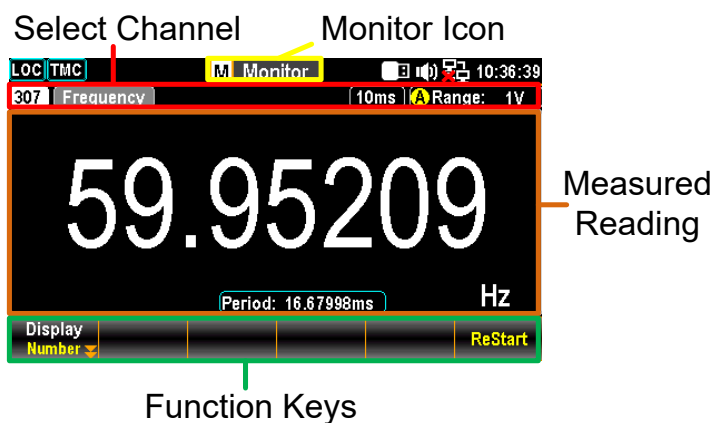 Select Channel
Monitor Icon
LOC TMC M Monitor 10:36:39
307 Frequency 10ms A Range: 1V
59.95209
Measured
Reading
Period: 16.67998ms Hz
Display
Number ReStart
Function Keys